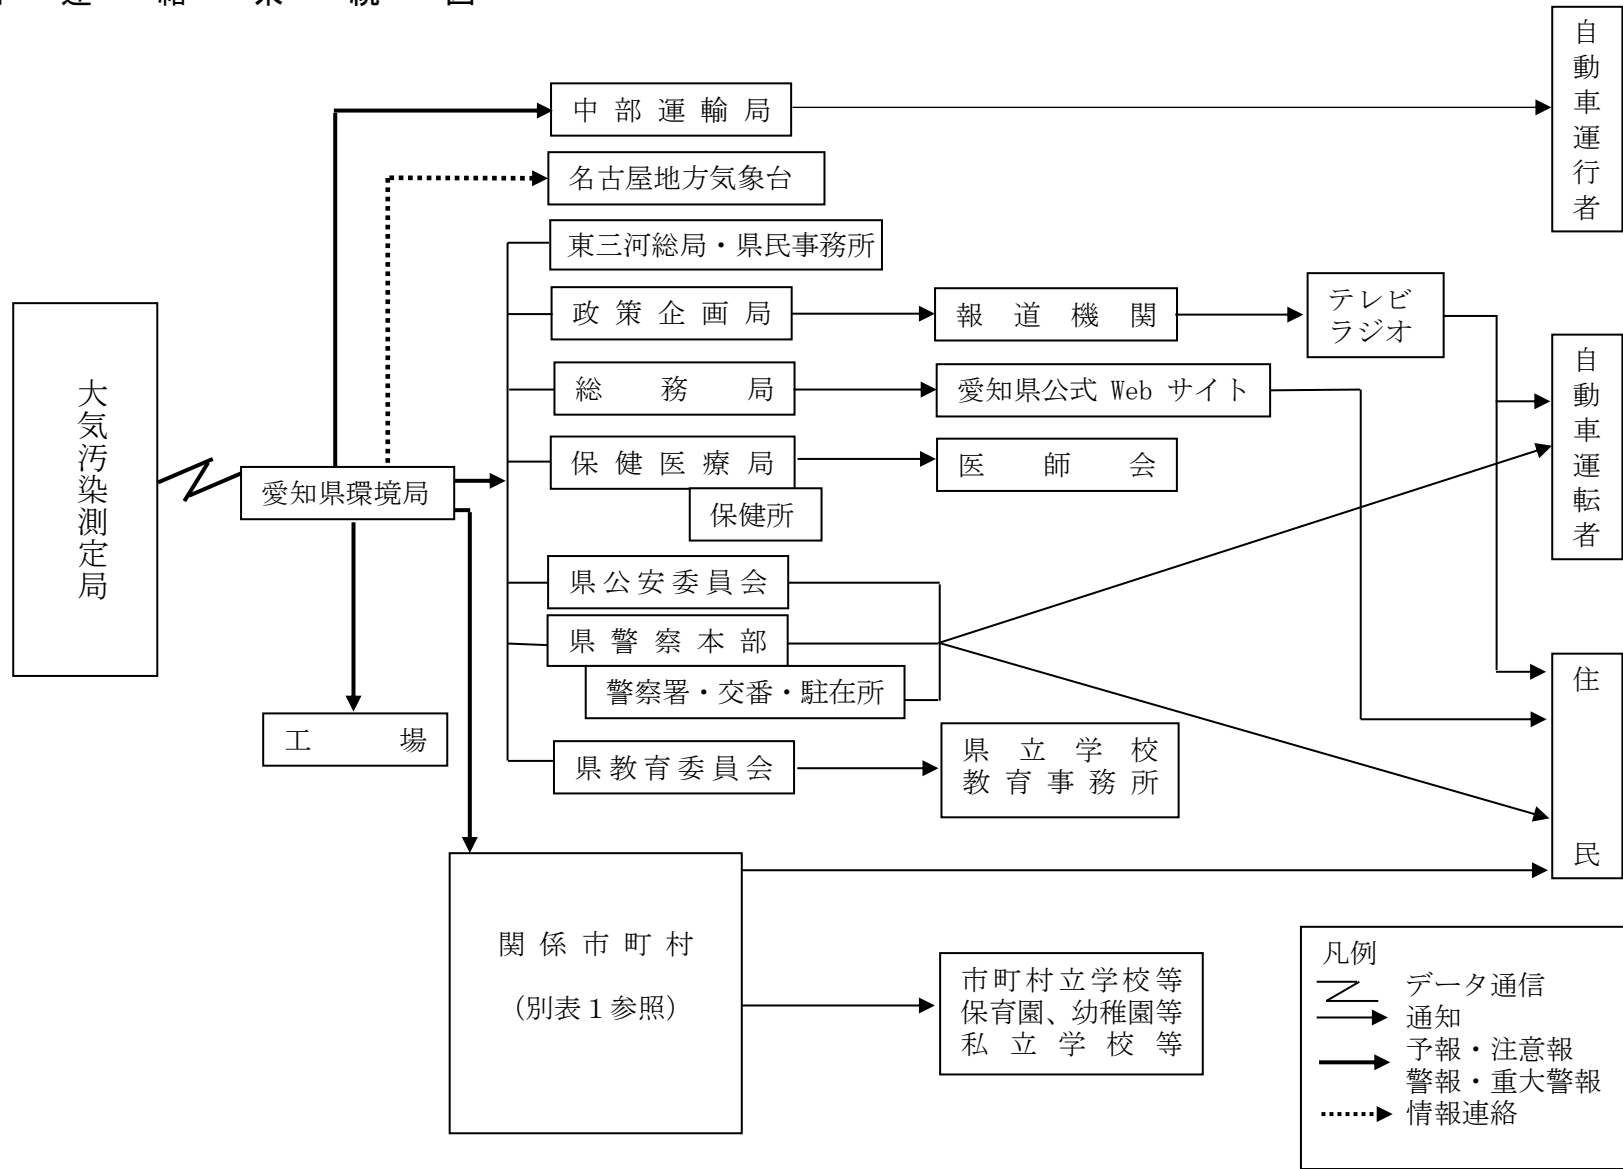 連絡系統図
自動車運行者
中部運輸局
名古屋地方気象台
東三河総局・県民事務所
政策企画局
報道機関
テレビ
ラジオ
自動車運転者
総務局
愛知県公式 Web サイト
大気汚染測定局
保健医療局
医師会
愛知県環境局
保健所
県公安委員会
県警察本部
警察署・交番・駐在所
住民
工場
県教育委員会
県立学校
教育事務所
関係市町村
(別表１参照)
市町村立学校等
保育園、幼稚園等
私立学校等
凡例
データ通信
通知
予報・注意報
警報・重大警報
情報連絡